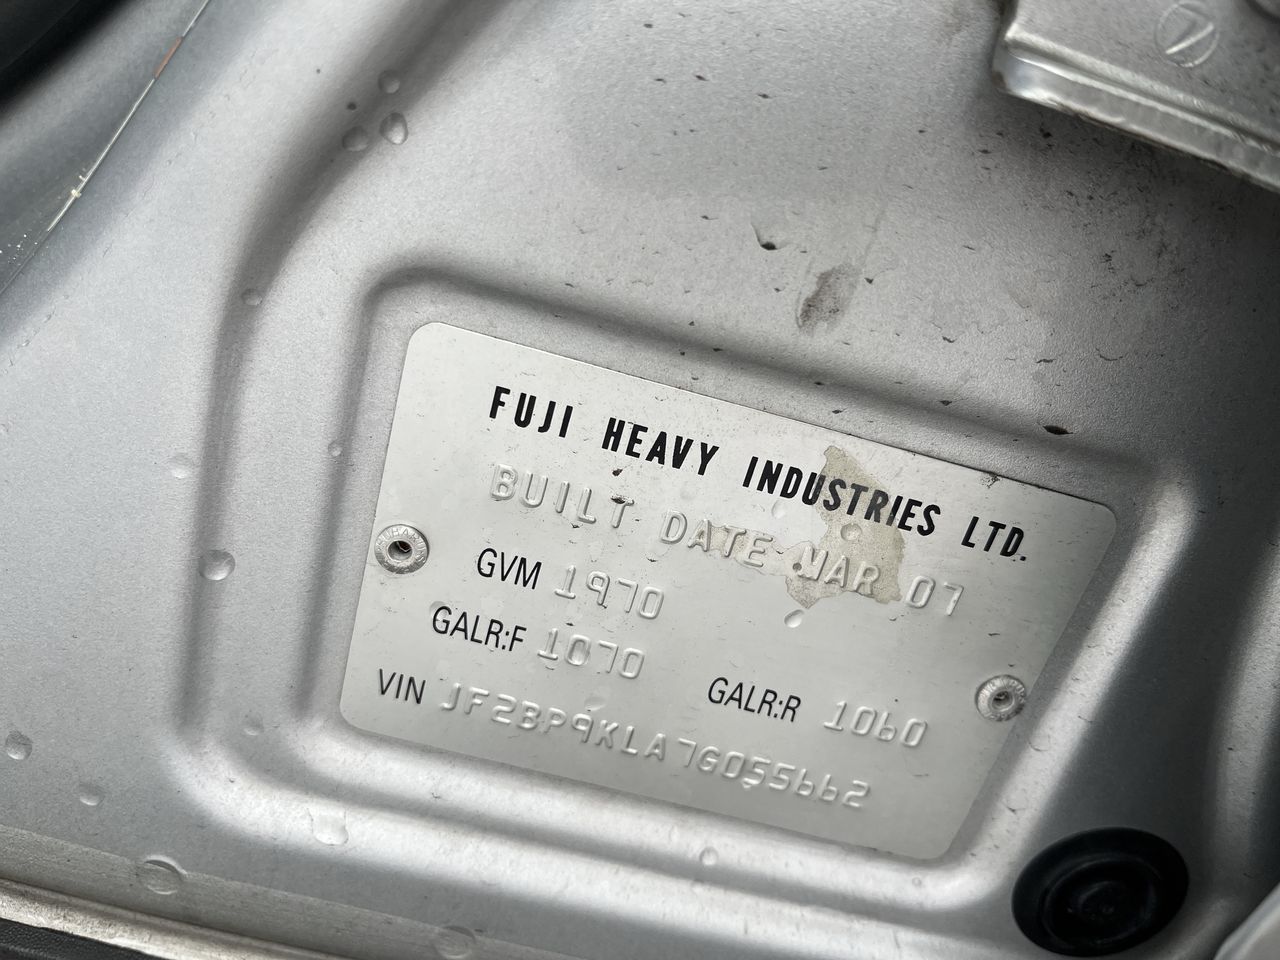 FUJI HEAVY INDUSTRIES LTD.
BUILT DATE MAR 07
GVM 1970
GALR:F 1070 GALR:R 1060
VIN JF2BP9KLA7G055662